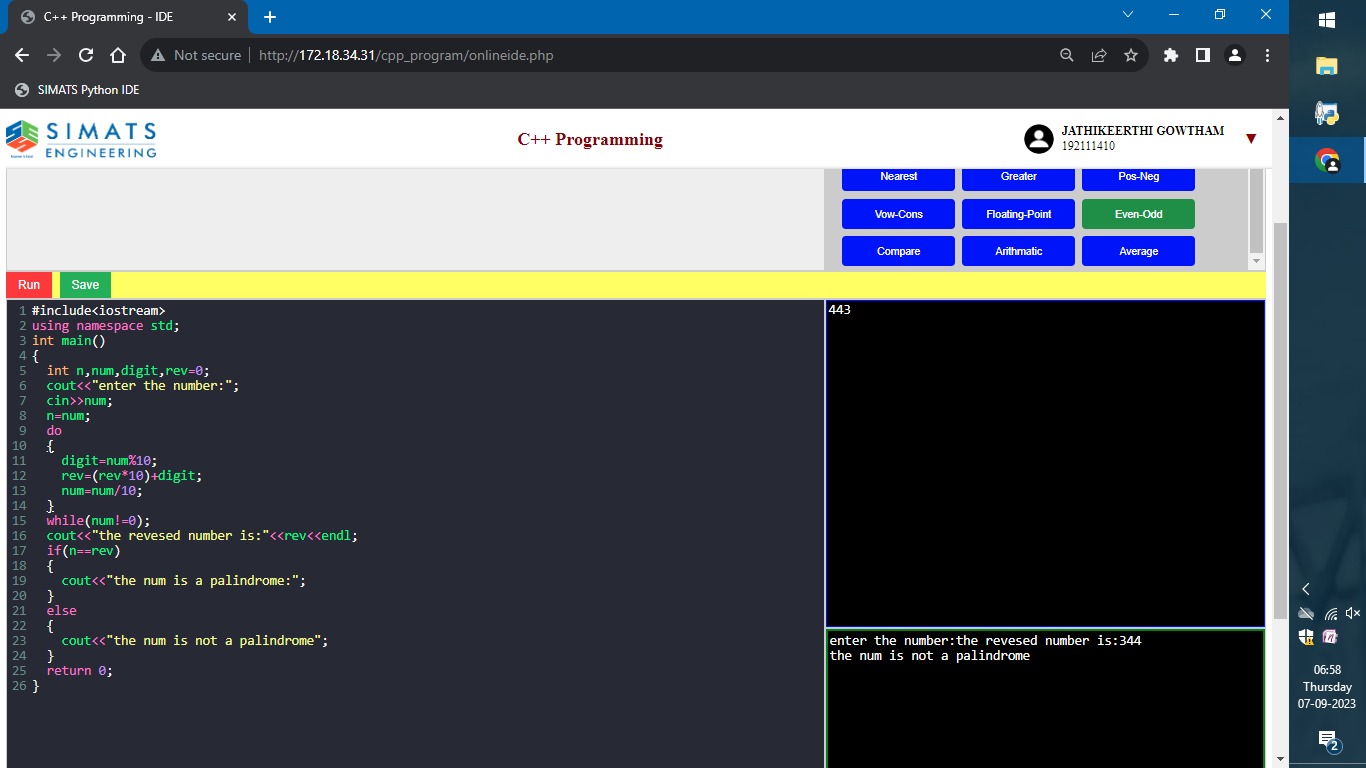 C++ Programming - IDE
Not secure
http://172.18.34.31/cpp_program/onlineide.php
SIMATS Python IDE
SIMATS
ENGINEERING
C++ Programming
JATHIKEERTHI GOWTHAM
192111410
Nearest Greater Pos-Neg
Vow-Cons Floating-Point Even-Odd
Compare Arithmatic Average
Run Save
1 #include<iostream>
2 using namespace std;
3 int main()
4 {
5   int n,num,digit,rev=0;
6   cout<<"enter the number:";
7   cin>>num;
8   n=num;
9   do
10   {
11     digit=num%10;
12     rev=(rev*10)+digit;
13     num=num/10;
14   }
15   while(num!=0);
16   cout<<"the revesed number is:"<<rev<<endl;
17   if(n==rev)
18   {
19     cout<<"the num is a palindrome:";
20   }
21   else
22   {
23     cout<<"the num is not a palindrome";
24   }
25   return 0;
26 }
443
enter the number:the revesed number is:344
the num is not a palindrome
06:58
Thursday
07-09-2023
2